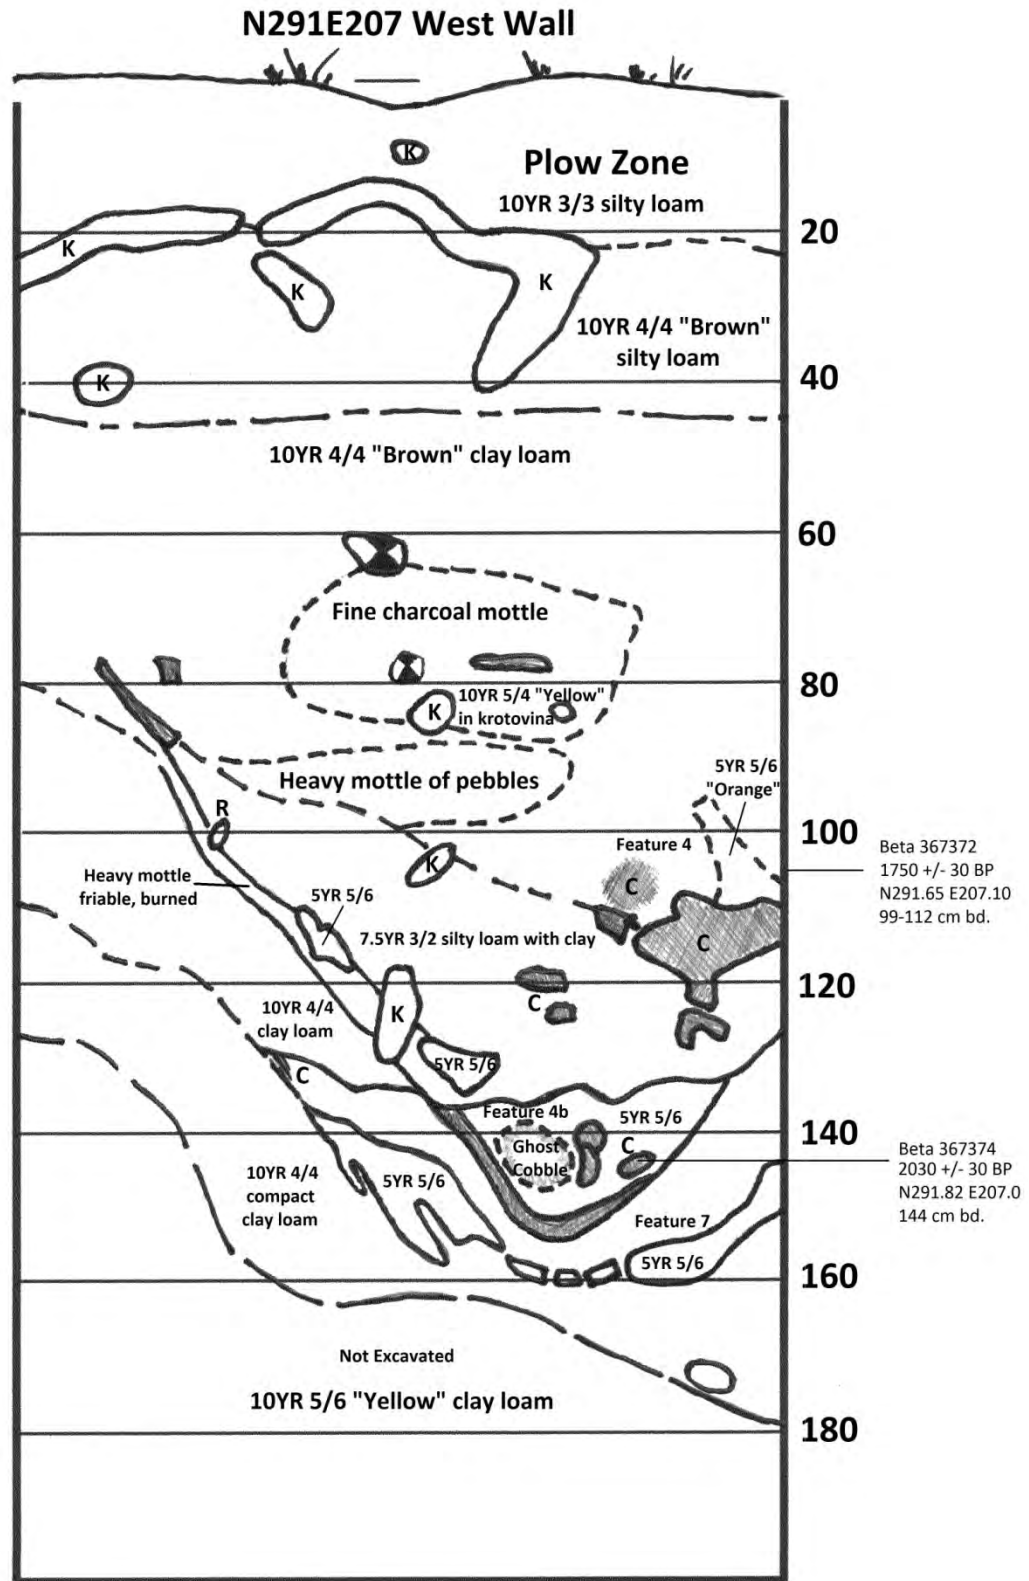 N291E207 West Wall
K
Plow Zone
10YR 3/3 silty loam
20
K
K
K
10YR 4/4 "Brown"
silty loam
40
K
10YR 4/4 "Brown" clay loam
60
Fine charcoal mottle
80
K
10YR 5/4 "Yellow"
in krotovina
Heavy mottle of pebbles
5YR 5/6
"Orange"
R
100
Feature 4
Beta 367372
1750 +/- 30 BP
N291.65 E207.10
99-112 cm bd.
K
C
Heavy mottle
friable, burned
5YR 5/6
7.5YR 3/2 silty loam with clay
C
120
C
K
10YR 4/4
clay loam
5YR 5/6
C
Feature 4b
5YR 5/6
140
Ghost
Cobble
C
Beta 367374
2030 +/- 30 BP
N291.82 E207.0
144 cm bd.
10YR 4/4
compact
clay loam
5YR 5/6
Feature 7
5YR 5/6
160
Not Excavated
10YR 5/6 "Yellow" clay loam
180